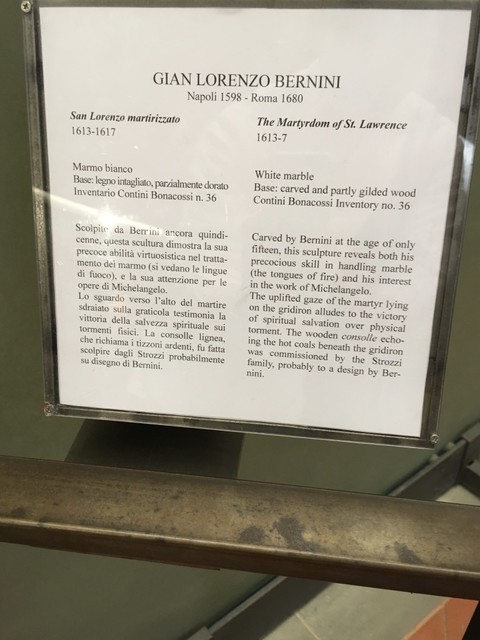 GIAN LORENZO BERNINI
Napoli 1598 - Roma 1680
San Lorenzo martirizzato
1613-1617
Marmo bianco
Base: legno intagliato, parzialmente dorato
Inventario Contini Bonacossi n. 36
Scolpita da Bernini ancora quindi-
cenne, questa scultura dimostra la sua
precoce abilità virtuosistica nel tratta-
mento del marmo (si vedano le lingue
di fuoco), e la sua attenzione per le
opere di Michelangelo.
Lo sguardo verso l'alto del martire
sdraiato sulla graticola testimonia la
vittoria della salvezza spirituale sui
tormenti fisici. La consolle lignea,
che richiama i tizzoni ardenti, fu fatta
scolpire dagli Strozzi probabilmente
su disegno di Bernini.
The Martyrdom of St. Lawrence
1613-7
White marble
Base: carved and partly gilded wood
Contini Bonacossi Inventory no. 36
Carved by Bernini at the age of only
fifteen, this sculpture reveals both his
precocious skill in handling marble
(the tongues of fire) and his interest
in the work of Michelangelo.
The uplifted gaze of the martyr lying
on the gridiron alludes to the victory
of spiritual salvation over physical
torment. The wooden consolle echo-
ing the hot coals beneath the gridiron
was commissioned by the Strozzi
family, probably to a design by Ber-
nini.